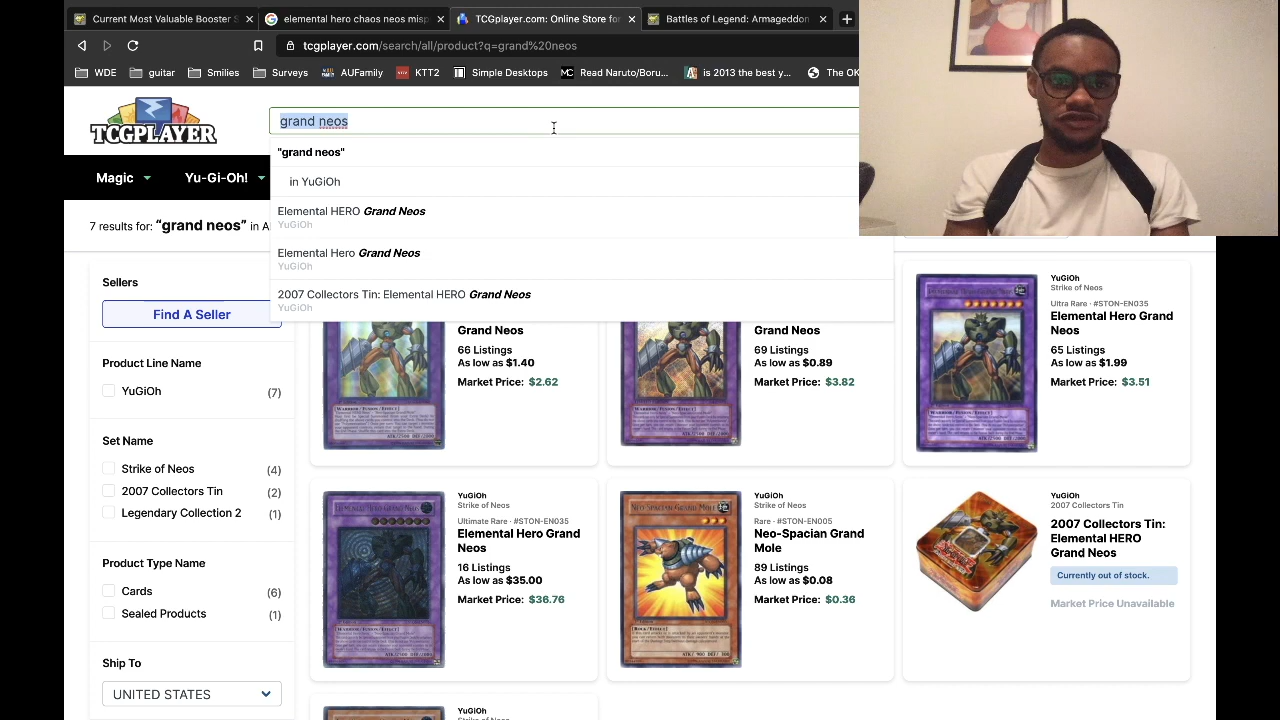 Current Most Valuable Booster S
elemental hero chaos neos misp
TCGplayer.com: Online Store for
Battles of Legend: Armageddon
tcgplayer.com/search/all/product?q=grand%20neos
WDE
guitar
Smilies
Surveys
AUFamily
KTT2
Simple Desktops
Read Naruto/Boru...
is 2013 the best y...
The OK
TCGPLAYER
grand neos
"grand neos"
in YuGiOh
Elemental HERO Grand Neos
YuGiOh
Elemental Hero Grand Neos
YuGiOh
2007 Collectors Tin: Elemental HERO Grand Neos
YuGiOh
Magic
Yu-Gi-Oh!
7 results for: "grand neos" in A
Sellers
Find A Seller
Product Line Name
YuGiOh (7)
Set Name
Strike of Neos (4)
2007 Collectors Tin (2)
Legendary Collection 2 (1)
Product Type Name
Cards (6)
Sealed Products (1)
Ship To
UNITED STATES
Grand Neos
66 Listings
As low as $1.40
Market Price: $2.62
Grand Neos
69 Listings
As low as $0.89
Market Price: $3.82
YuGiOh
Strike of Neos
Ultra Rare · #STON-EN035
Elemental Hero Grand
Neos
65 Listings
As low as $1.99
Market Price: $3.51
YuGiOh
Strike of Neos
Ultimate Rare · #STON-EN035
Elemental Hero Grand
Neos
16 Listings
As low as $35.00
Market Price: $36.76
YuGiOh
Strike of Neos
Rare · #STON-EN005
Neo-Spacian Grand
Mole
89 Listings
As low as $0.08
Market Price: $0.36
YuGiOh
2007 Collectors Tin
2007 Collectors Tin:
Elemental HERO
Grand Neos
Currently out of stock.
Market Price Unavailable
YuGiOh
Strike of Neos